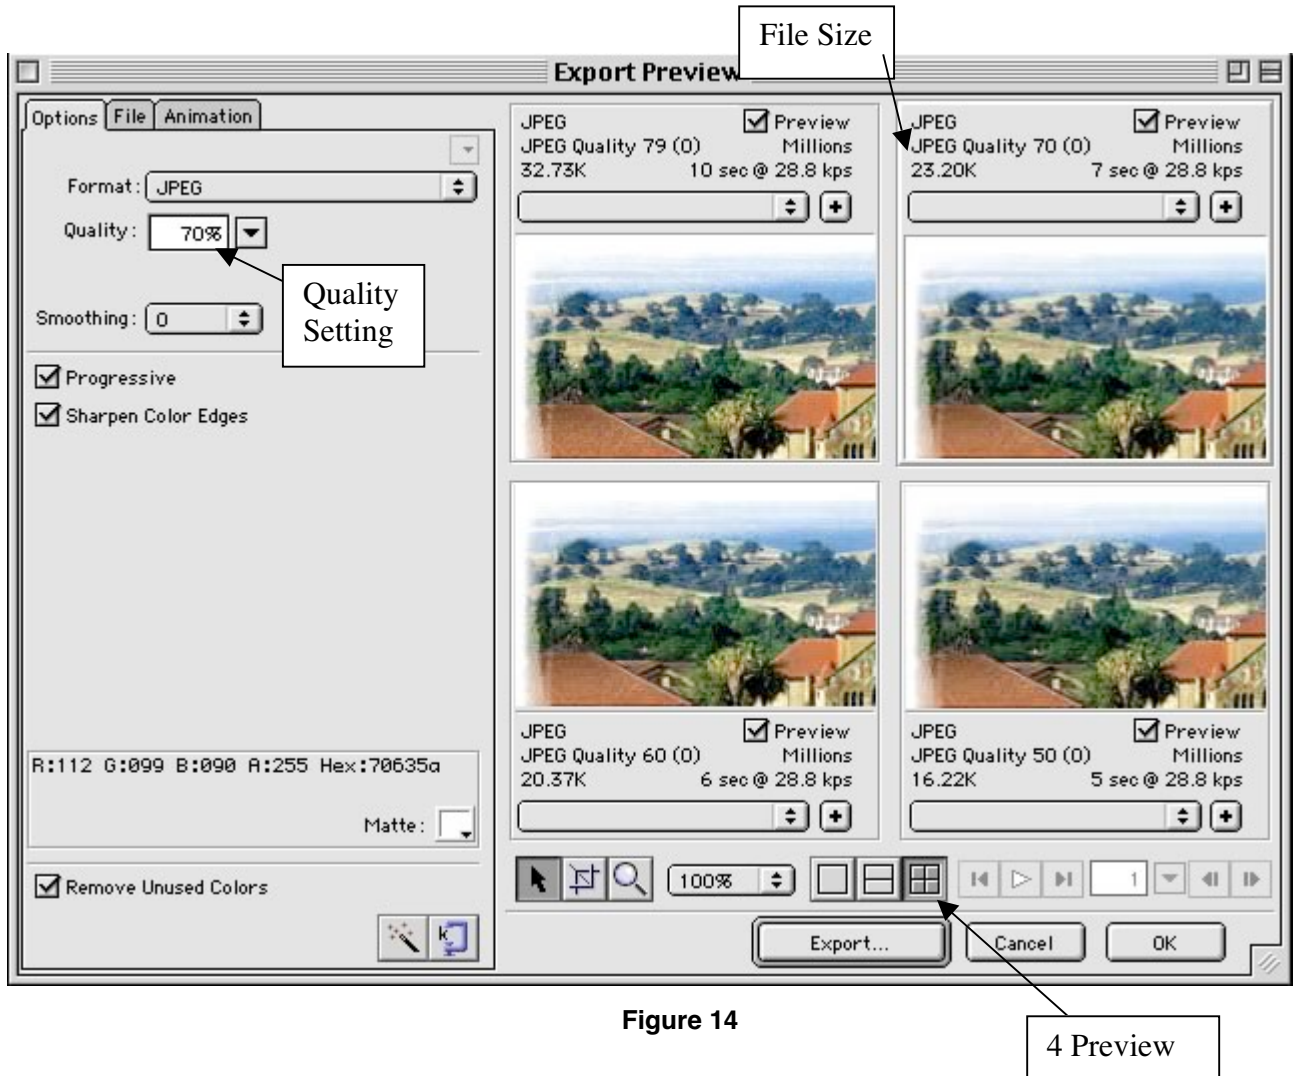 File Size
Export Preview
Options File Animation
Format: JPEG
Quality: 70%
Quality
Setting
Smoothing: 0
Progressive
Sharpen Color Edges
R:112 G:099 B:090 A:255 Hex:70635a
Matte:
Remove Unused Colors
JPEG Preview
JPEG Quality 79 (0) Millions
32.73K 10 sec @ 28.8 kps
JPEG Preview
JPEG Quality 70 (0) Millions
23.20K 7 sec @ 28.8 kps
JPEG Preview
JPEG Quality 60 (0) Millions
20.37K 6 sec @ 28.8 kps
JPEG Preview
JPEG Quality 50 (0) Millions
16.22K 5 sec @ 28.8 kps
100% 1
Export... Cancel OK
Figure 14
4 Preview